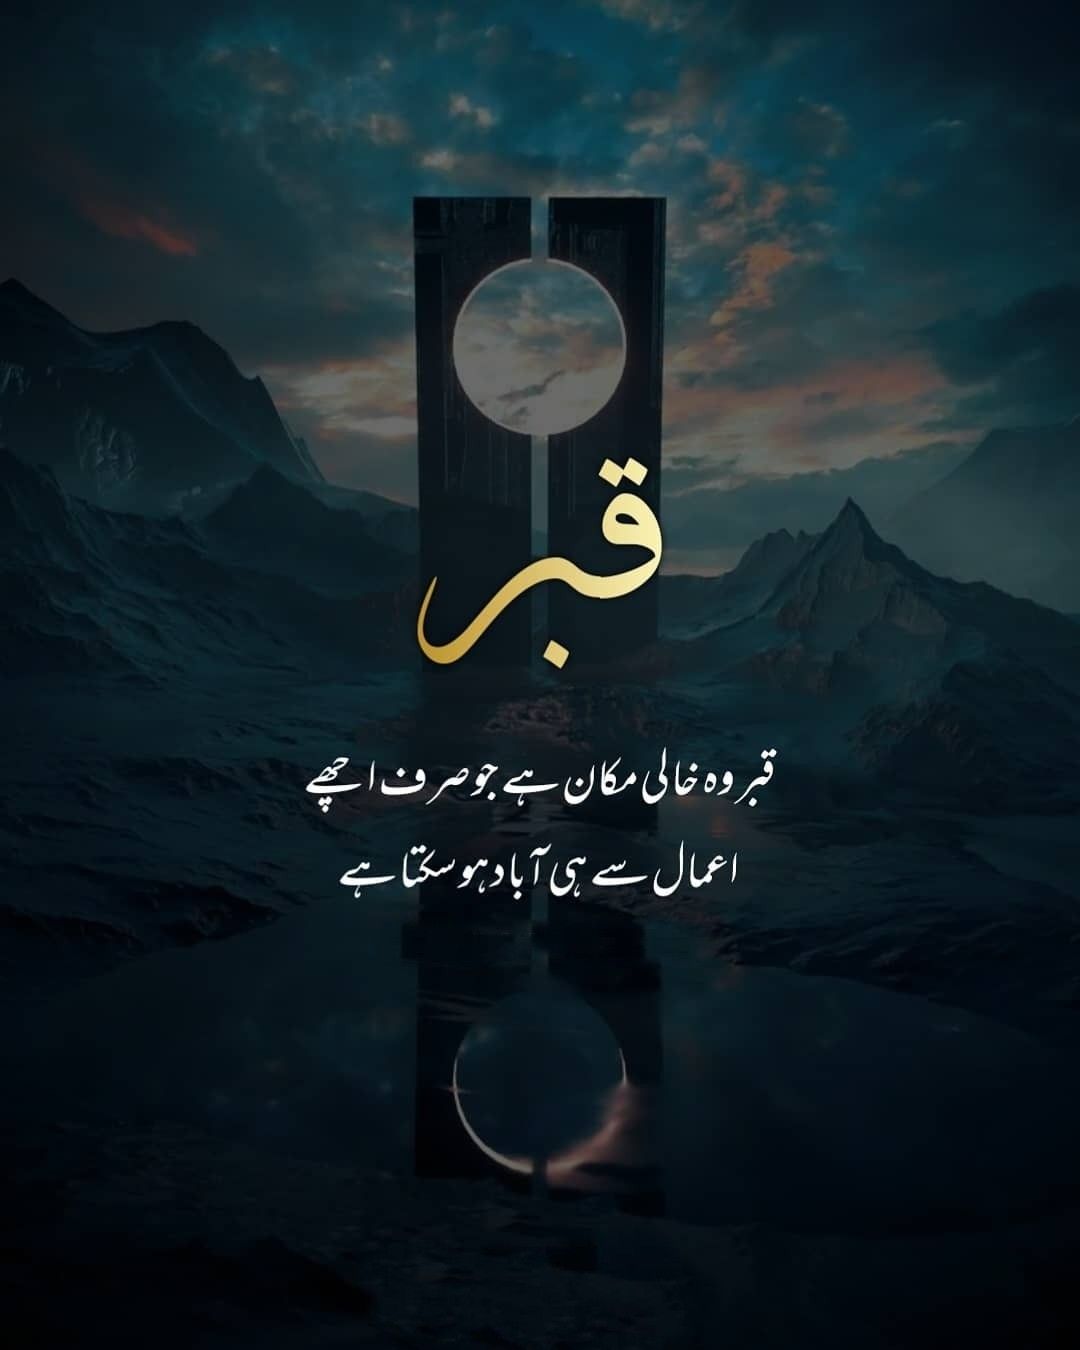 قبر
قبر وہ خالی مکان ہے جو صرف اچھے
اعمال سے ہی آباد ہو سکتا ہے